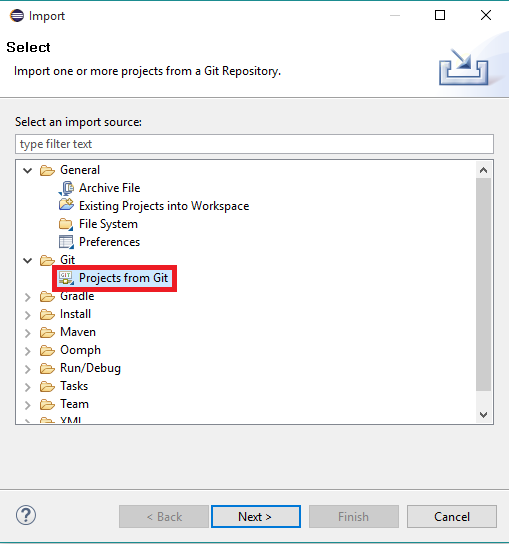 Import
Select
Import one or more projects from a Git Repository.
Select an import source:
type filter text
General
Archive File
Existing Projects into Workspace
File System
Preferences
Git
GIT Projects from Git
Gradle
Install
Maven
Oomph
Run/Debug
Tasks
Team
XML
?
< Back Next > Finish Cancel